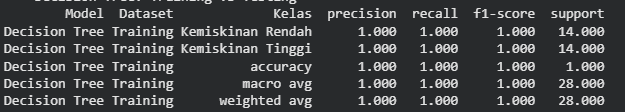 Model Dataset Kelas precision recall f1-score support
Decision Tree Training Kemiskinan Rendah 1.000 1.000 1.000 14.000
Decision Tree Training Kemiskinan Tinggi 1.000 1.000 1.000 14.000
Decision Tree Training accuracy 1.000 1.000 1.000 1.000
Decision Tree Training macro avg 1.000 1.000 1.000 28.000
Decision Tree Training weighted avg 1.000 1.000 1.000 28.000